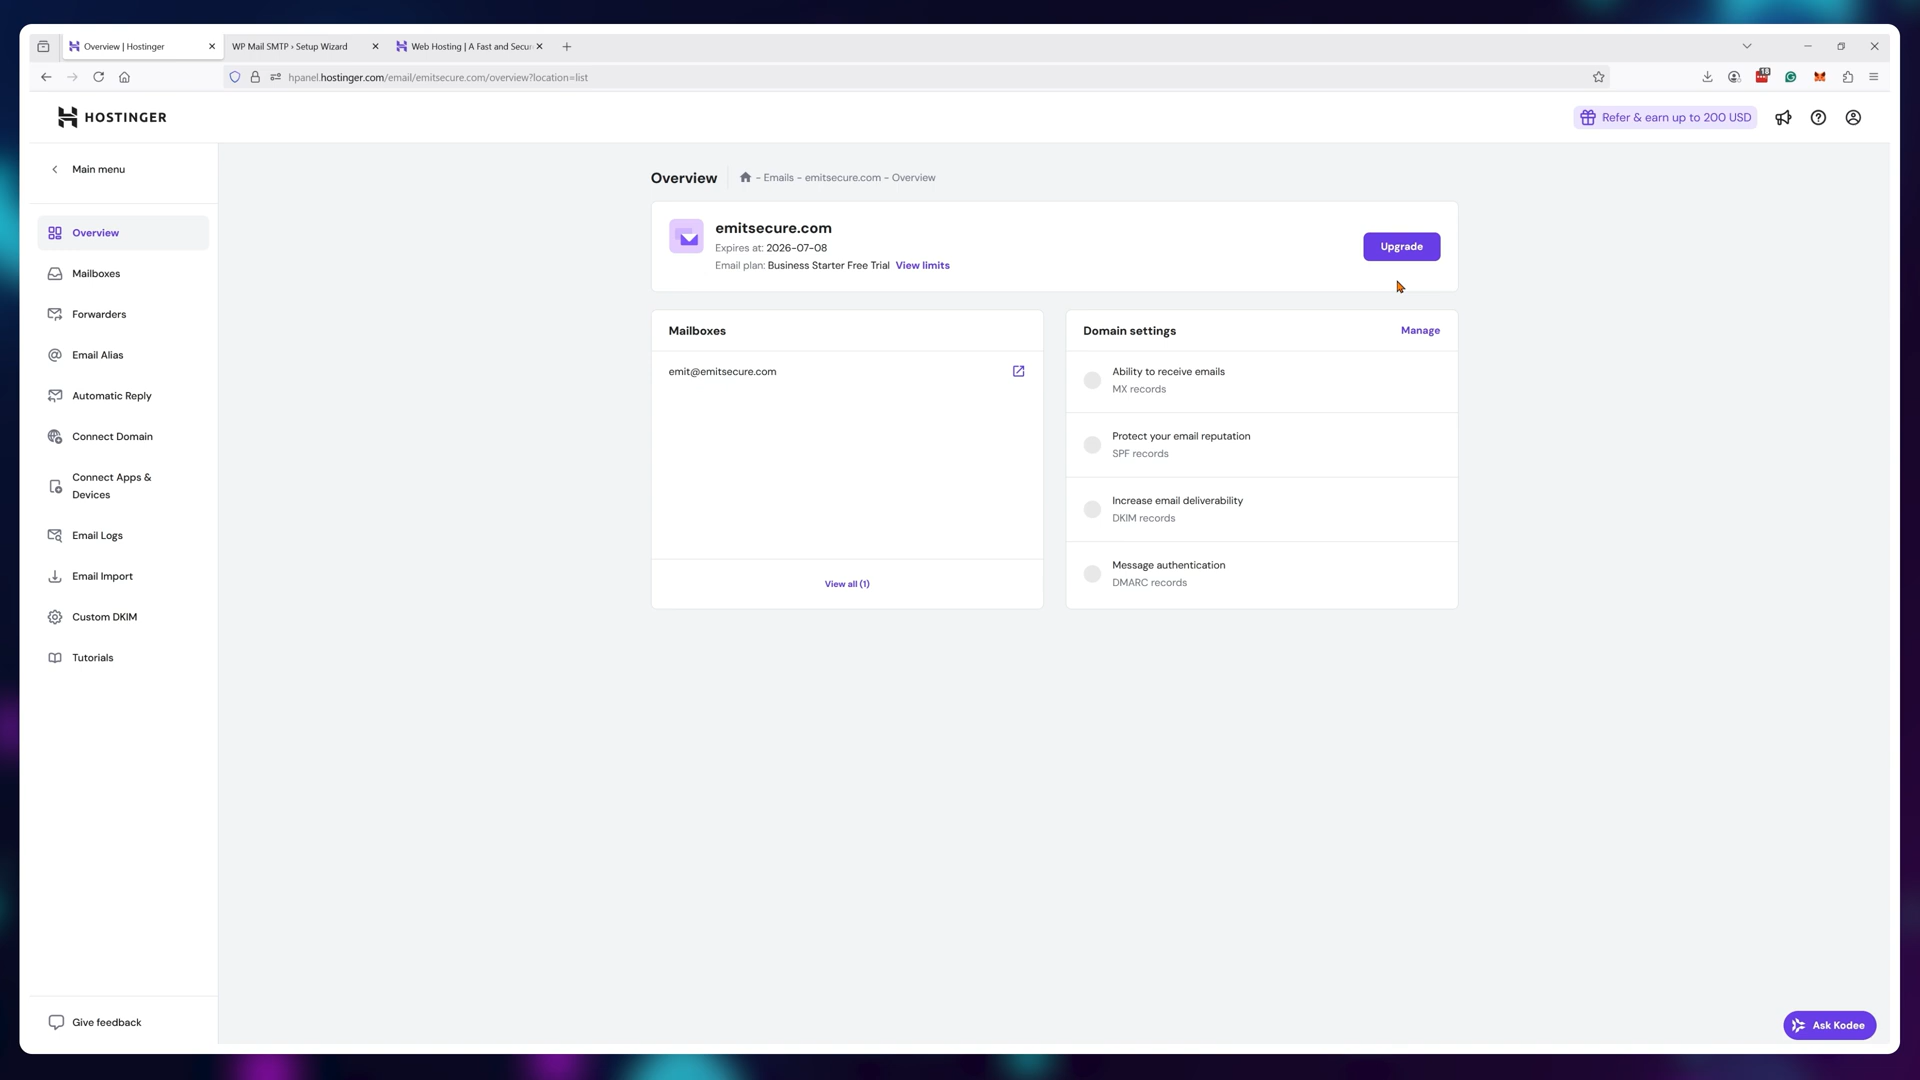 Overview | Hostinger
WP Mail SMTP › Setup Wizard
Web Hosting | A Fast and Secur
hpanel.hostinger.com/email/emitsecure.com/overview?location=list
HOSTINGER
Refer & earn up to 200 USD
Main menu
Overview
Mailboxes
Forwarders
Email Alias
Automatic Reply
Connect Domain
Connect Apps &
Devices
Email Logs
Email Import
Custom DKIM
Tutorials
Give feedback
Overview
- Emails - emitsecure.com - Overview
emitsecure.com
Expires at: 2026-07-08
Email plan: Business Starter Free Trial View limits
Upgrade
Mailboxes
emit@emitsecure.com
View all (1)
Domain settings
Manage
Ability to receive emails
MX records
Protect your email reputation
SPF records
Increase email deliverability
DKIM records
Message authentication
DMARC records
Ask Kodee